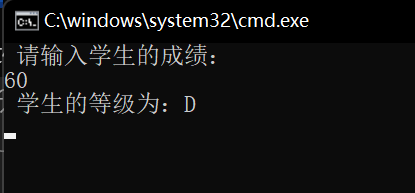 C:\windows\system32\cmd.exe
请输入学生的成绩：
60
学生的等级为：D